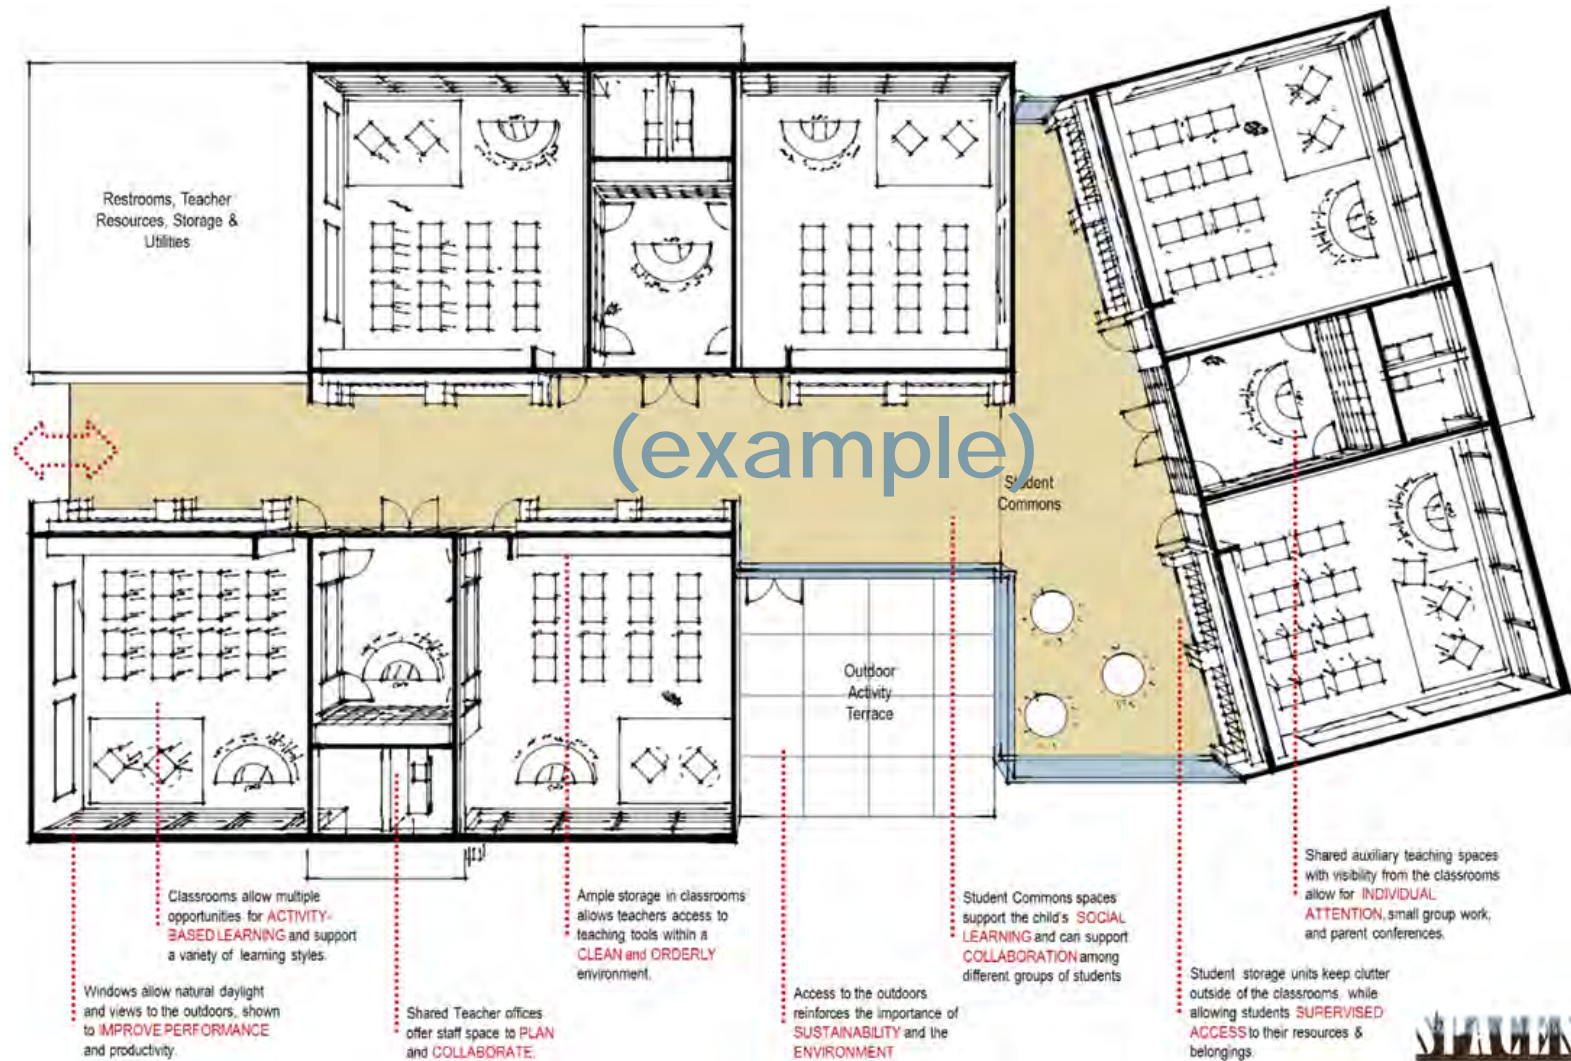 Restrooms, Teacher
Resources, Storage &
Utilities
(example)
Student
Commons
Outdoor
Activity
Terrace
Classrooms allow multiple
opportunities for ACTIVITY-
BASED LEARNING and support
a variety of learning styles.
Windows allow natural daylight
and views to the outdoors, shown
to IMPROVE PERFORMANCE
and productivity.
Shared Teacher offices
offer staff space to PLAN
and COLLABORATE.
Ample storage in classrooms
allows teachers access to
teaching tools within a
CLEAN and ORDERLY
environment.
Access to the outdoors
reinforces the importance of
SUSTAINABILITY and the
ENVIRONMENT
Student Commons spaces
support the child's SOCIAL
LEARNING and can support
COLLABORATION among
different groups of students
Student storage units keep clutter
outside of the classrooms, while
allowing students SUPERVISED
ACCESS to their resources &
belongings.
Shared auxiliary teaching spaces
with visibility from the classrooms
allow for INDIVIDUAL
ATTENTION, small group work,
and parent conferences.